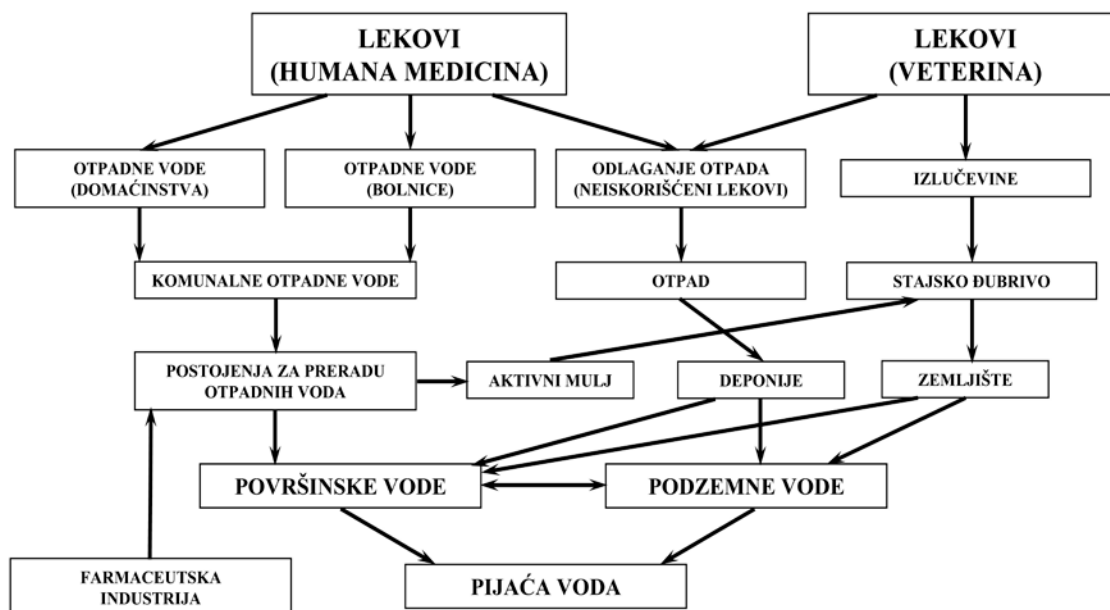 LEKOVI
(HUMANA MEDICINA)
LEKOVI
(VETERINA)
OTPADNE VODE
(DOMAĆINSTVA)
OTPADNE VODE
(BOLNICE)
ODLAGANJE OTPADA
(NEISKORIŠĆENI LEKOVI)
IZLUČEVINE
KOMUNALNE OTPADNE VODE
OTPAD
STAJSKO ĐUBRIVO
POSTOJENJA ZA PRERADU
OTPADNIH VODA
AKTIVNI MULJ
DEPONIJE
ZEMLJIŠTE
POVRŠINSKE VODE
PODZEMNE VODE
FARMACEUTSKA
INDUSTRIJA
PIJAĆA VODA